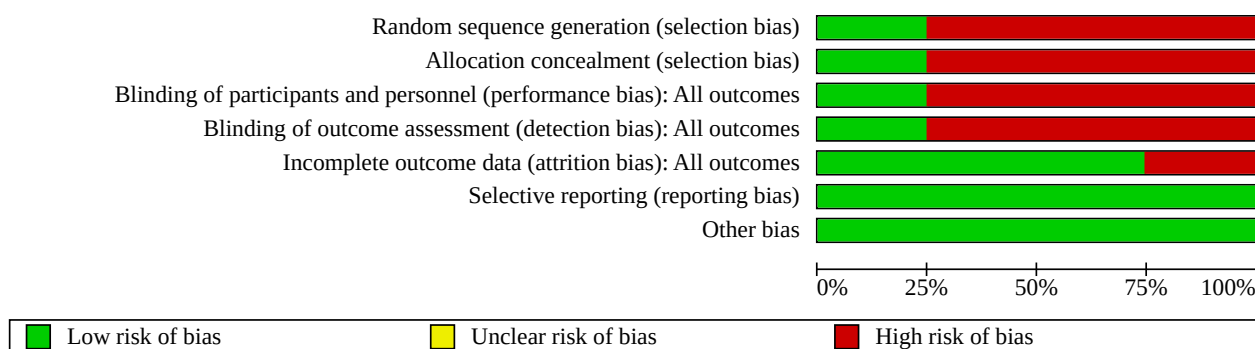 Random sequence generation (selection bias)
Allocation concealment (selection bias)
Blinding of participants and personnel (performance bias): All outcomes
Blinding of outcome assessment (detection bias): All outcomes
Incomplete outcome data (attrition bias): All outcomes
Selective reporting (reporting bias)
Other bias
0% 25% 50% 75% 100%
Low risk of bias Unclear risk of bias High risk of bias